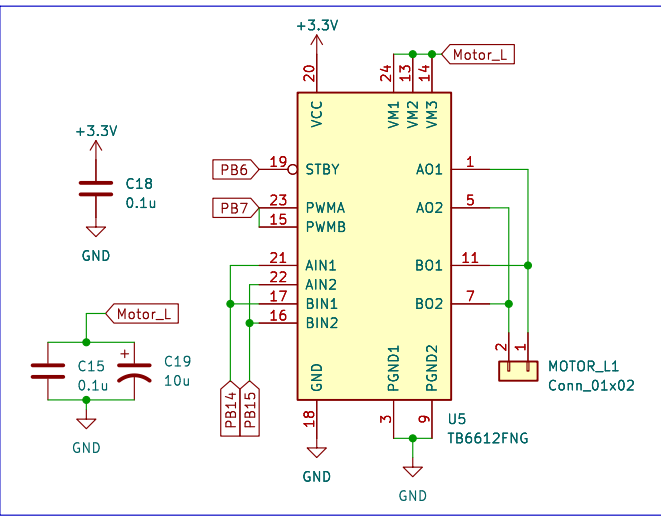 +3.3V
Motor_L
20
24
13
14
VCC
VM1
VM2
VM3
+3.3V
C18
0.1u
GND
PB6
19
STBY
AO1
1
PB7
23
PWMA
AO2
5
15
PWMB
21
AIN1
BO1
11
22
AIN2
17
BIN1
BO2
7
16
BIN2
Motor_L
C15
0.1u
C19
10u
+
GND
PB14
PB15
GND
PGND1
PGND2
2
1
MOTOR_L1
Conn_01x02
18
3
9
U5
TB6612FNG
GND
GND